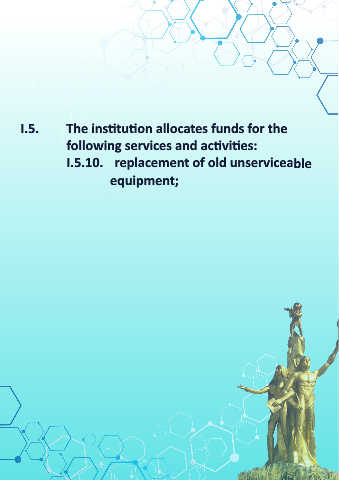 I.5. The institution allocates funds for the
following services and activities:
I.5.10. replacement of old unserviceable
equipment;